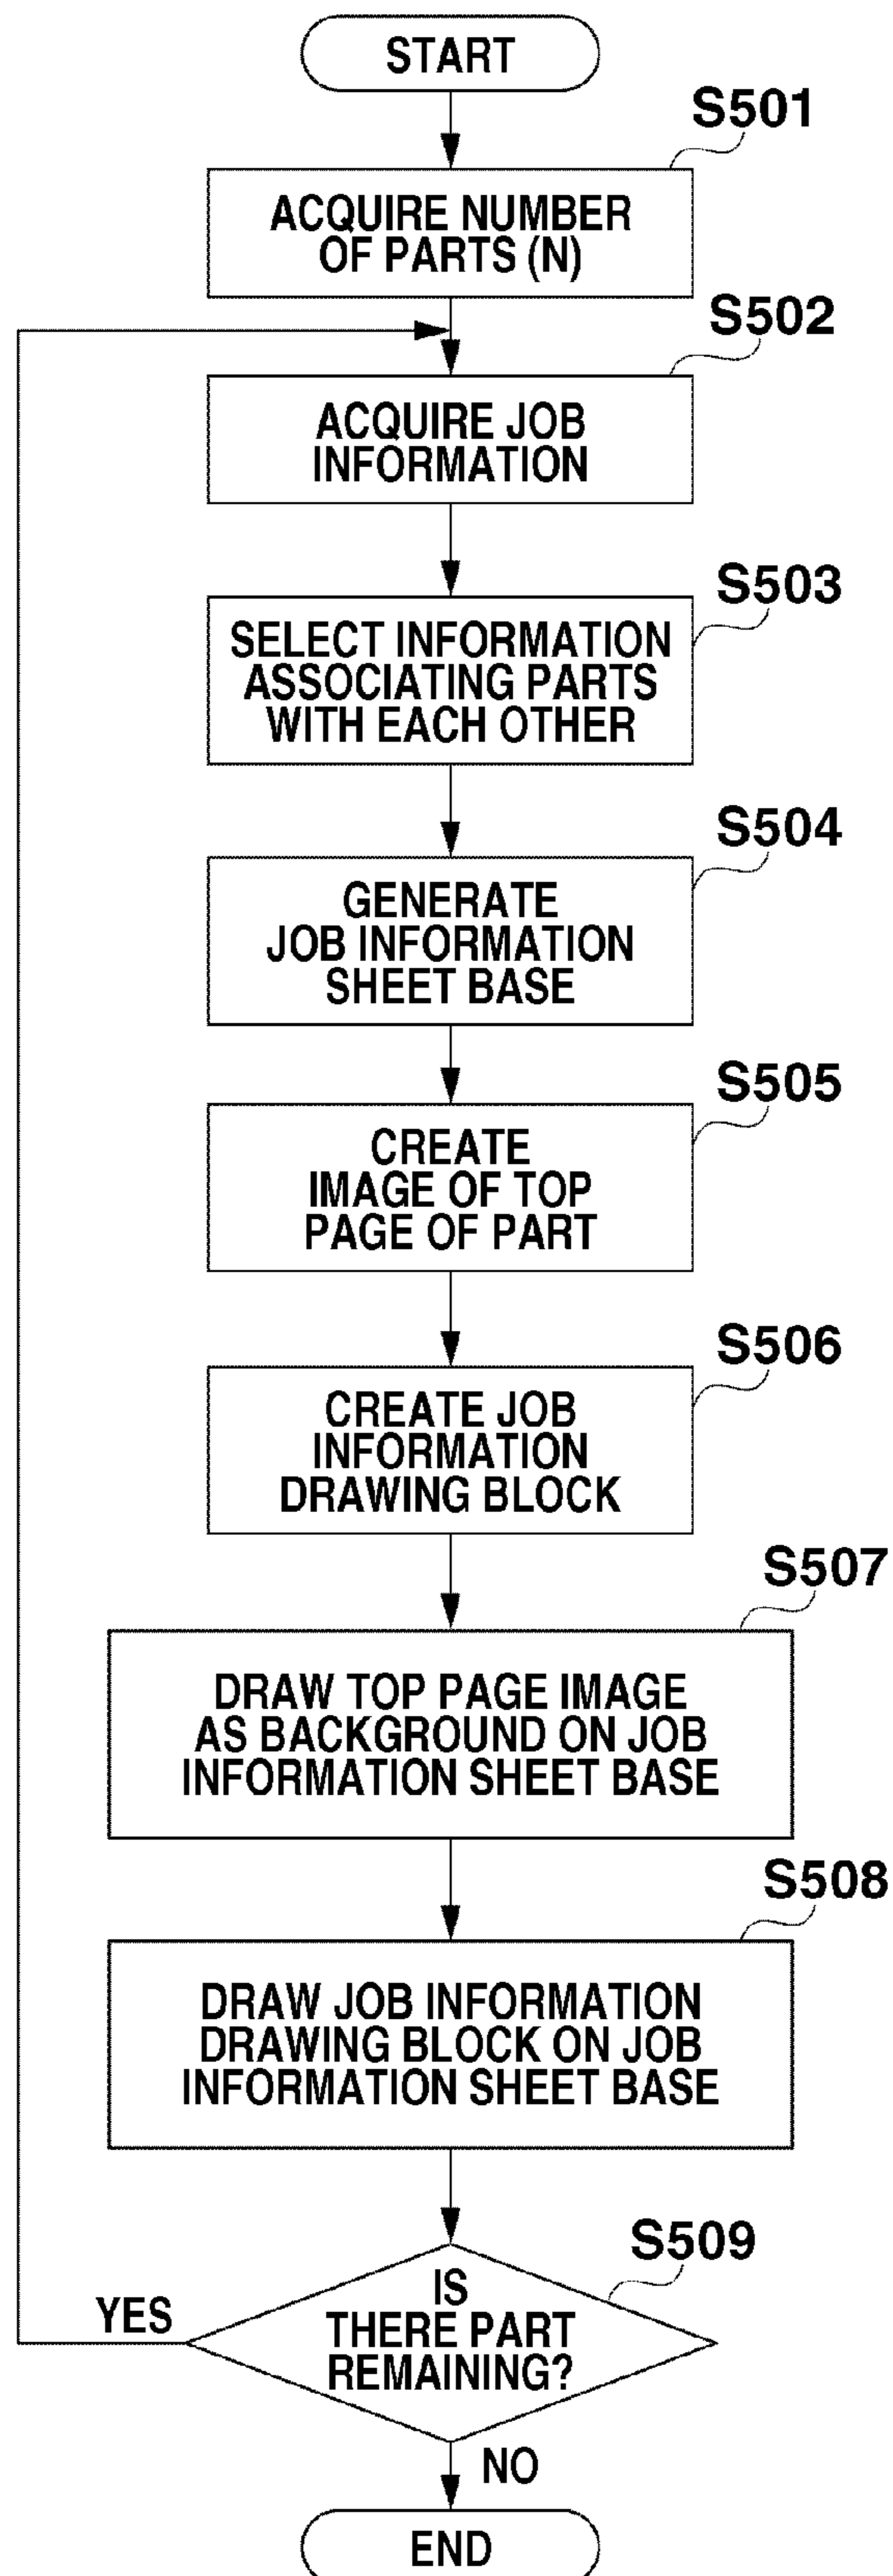 START
S501
ACQUIRE NUMBER
OF PARTS (N)
S502
ACQUIRE JOB
INFORMATION
S503
SELECT INFORMATION
ASSOCIATING PARTS
WITH EACH OTHER
S504
GENERATE
JOB INFORMATION
SHEET BASE
S505
CREATE
IMAGE OF TOP
PAGE OF PART
S506
CREATE JOB
INFORMATION
DRAWING BLOCK
S507
DRAW TOP PAGE IMAGE
AS BACKGROUND ON JOB
INFORMATION SHEET BASE
S508
DRAW JOB INFORMATION
DRAWING BLOCK ON JOB
INFORMATION SHEET BASE
S509
IS
THERE PART
REMAINING?
YES
NO
END